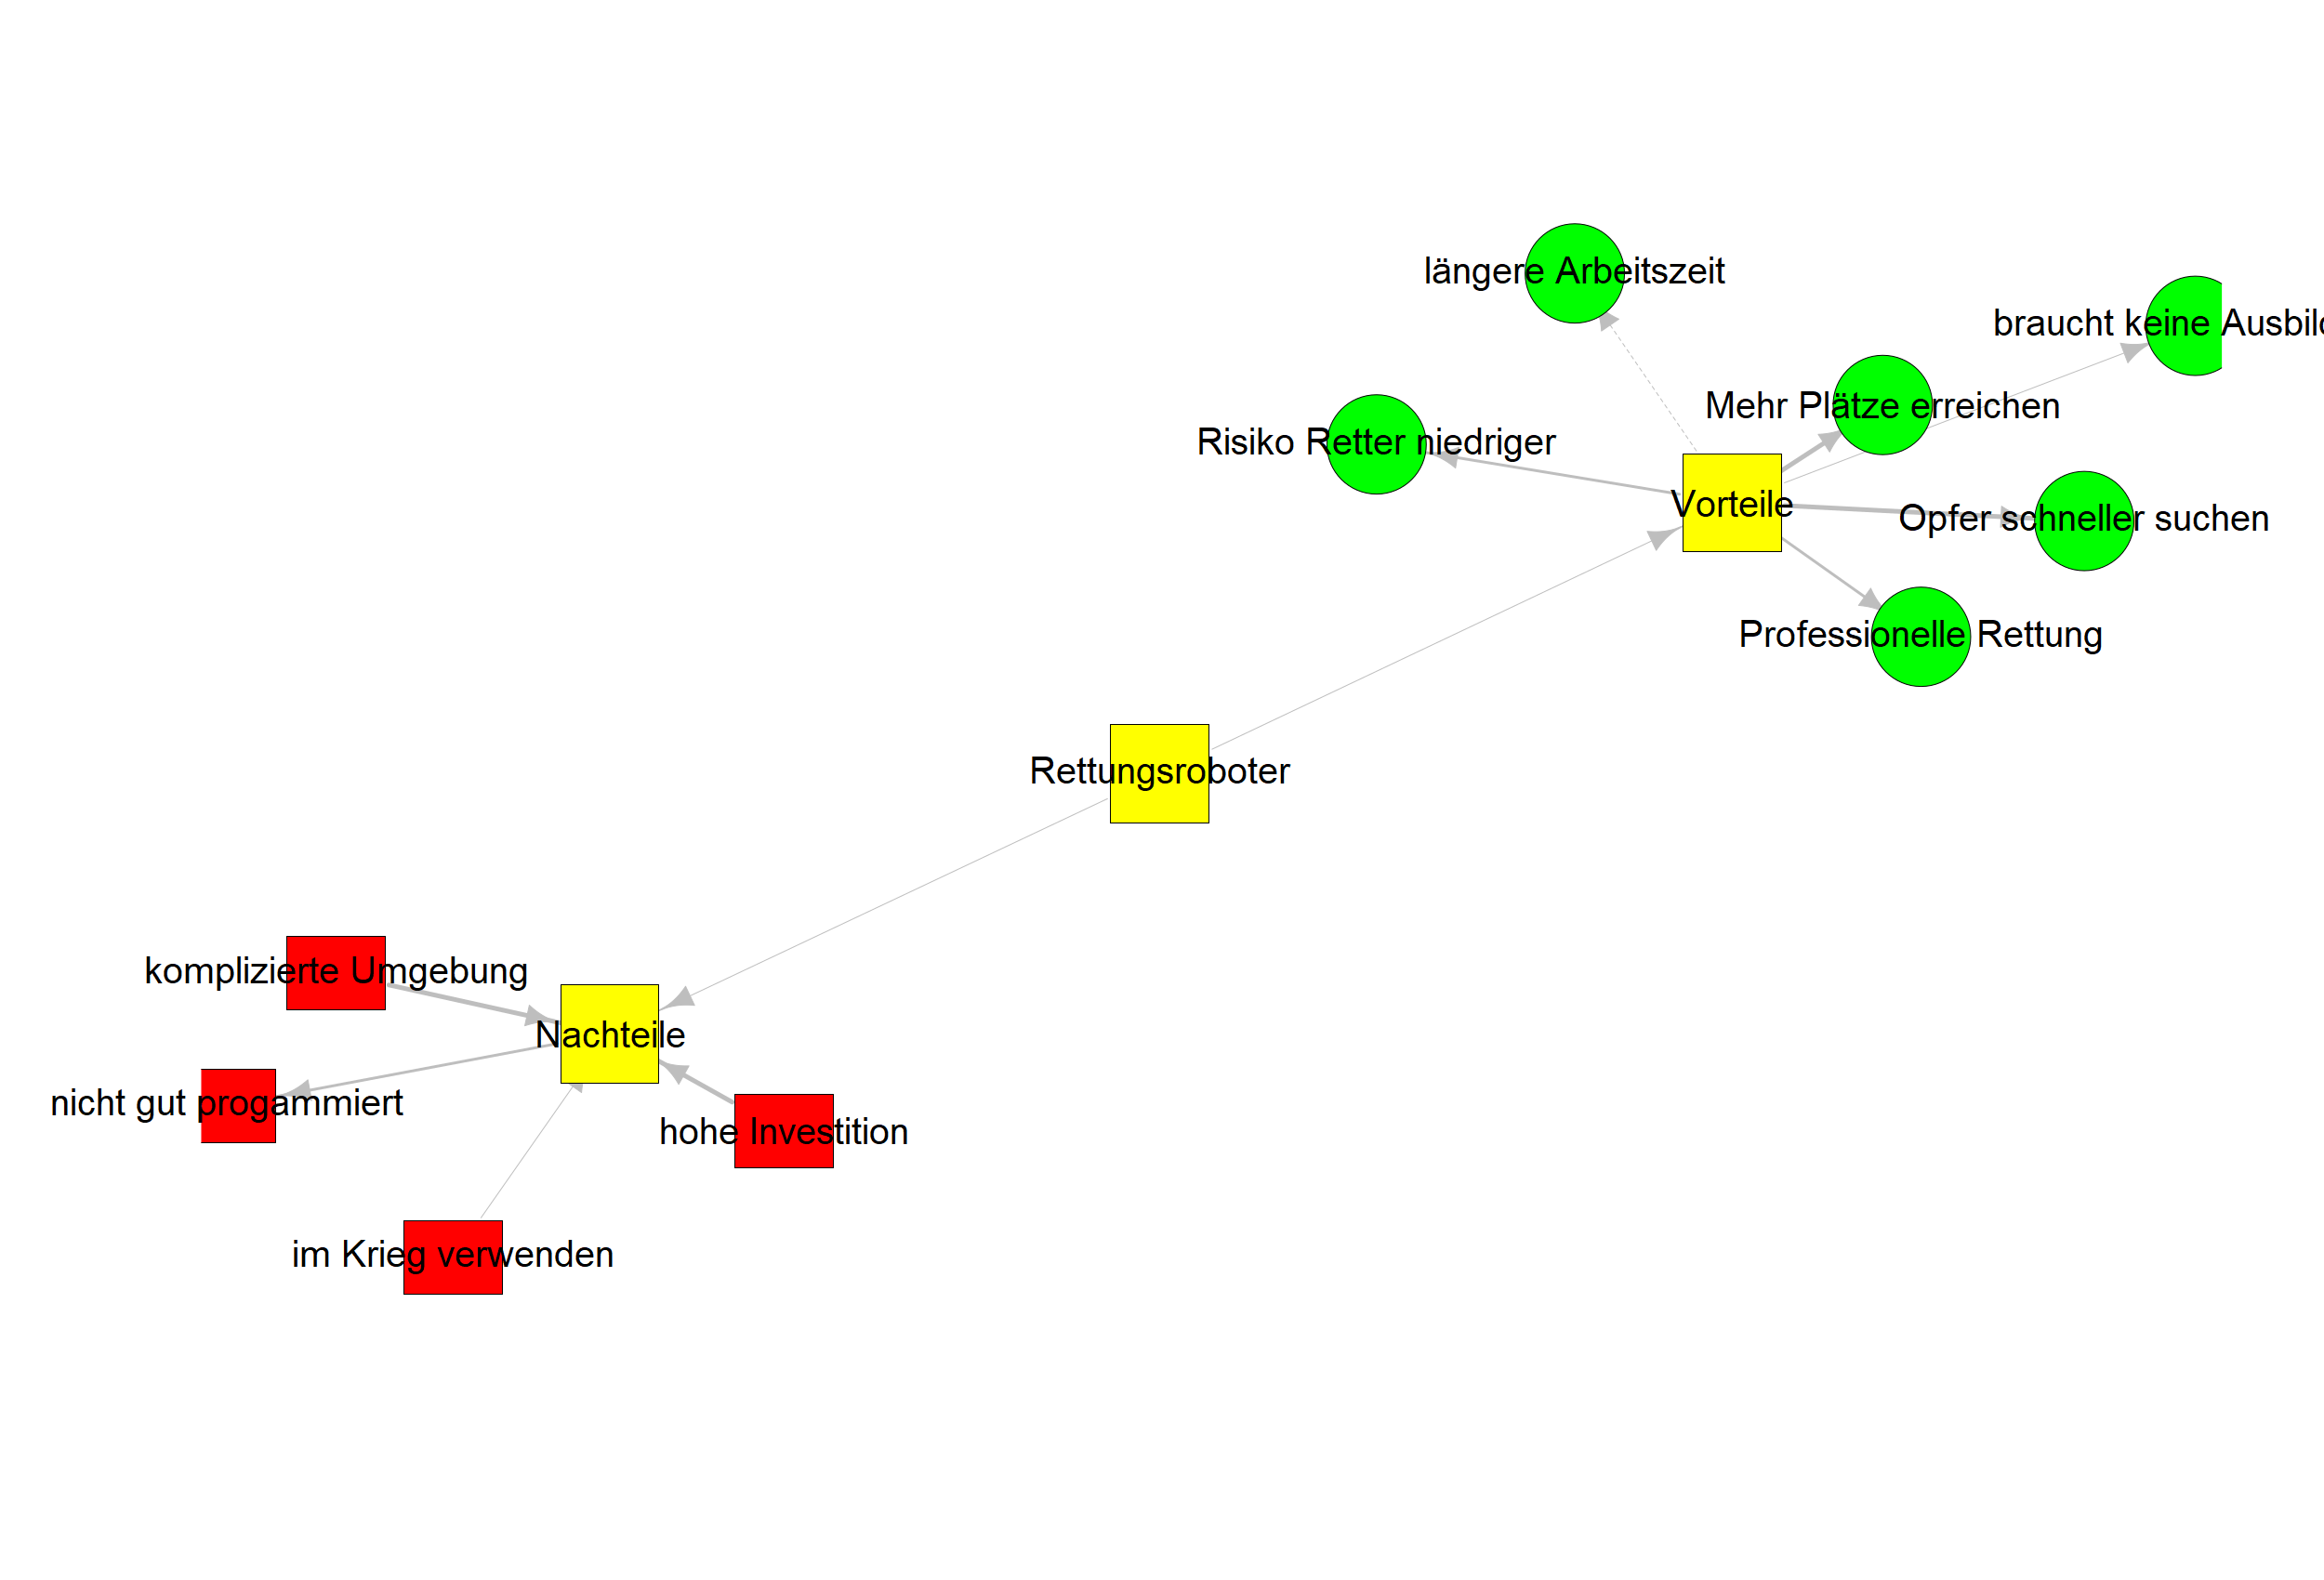 längere Arbeitszeit
braucht keine Ausbil
Mehr Plätze erreichen
Risiko Retter niedriger
Vorteile
Opfer schneller suchen
Professionelle Rettung
Rettungsroboter
komplizierte Umgebung
Nachteile
nicht gut progammiert
hohe Investition
im Krieg verwenden